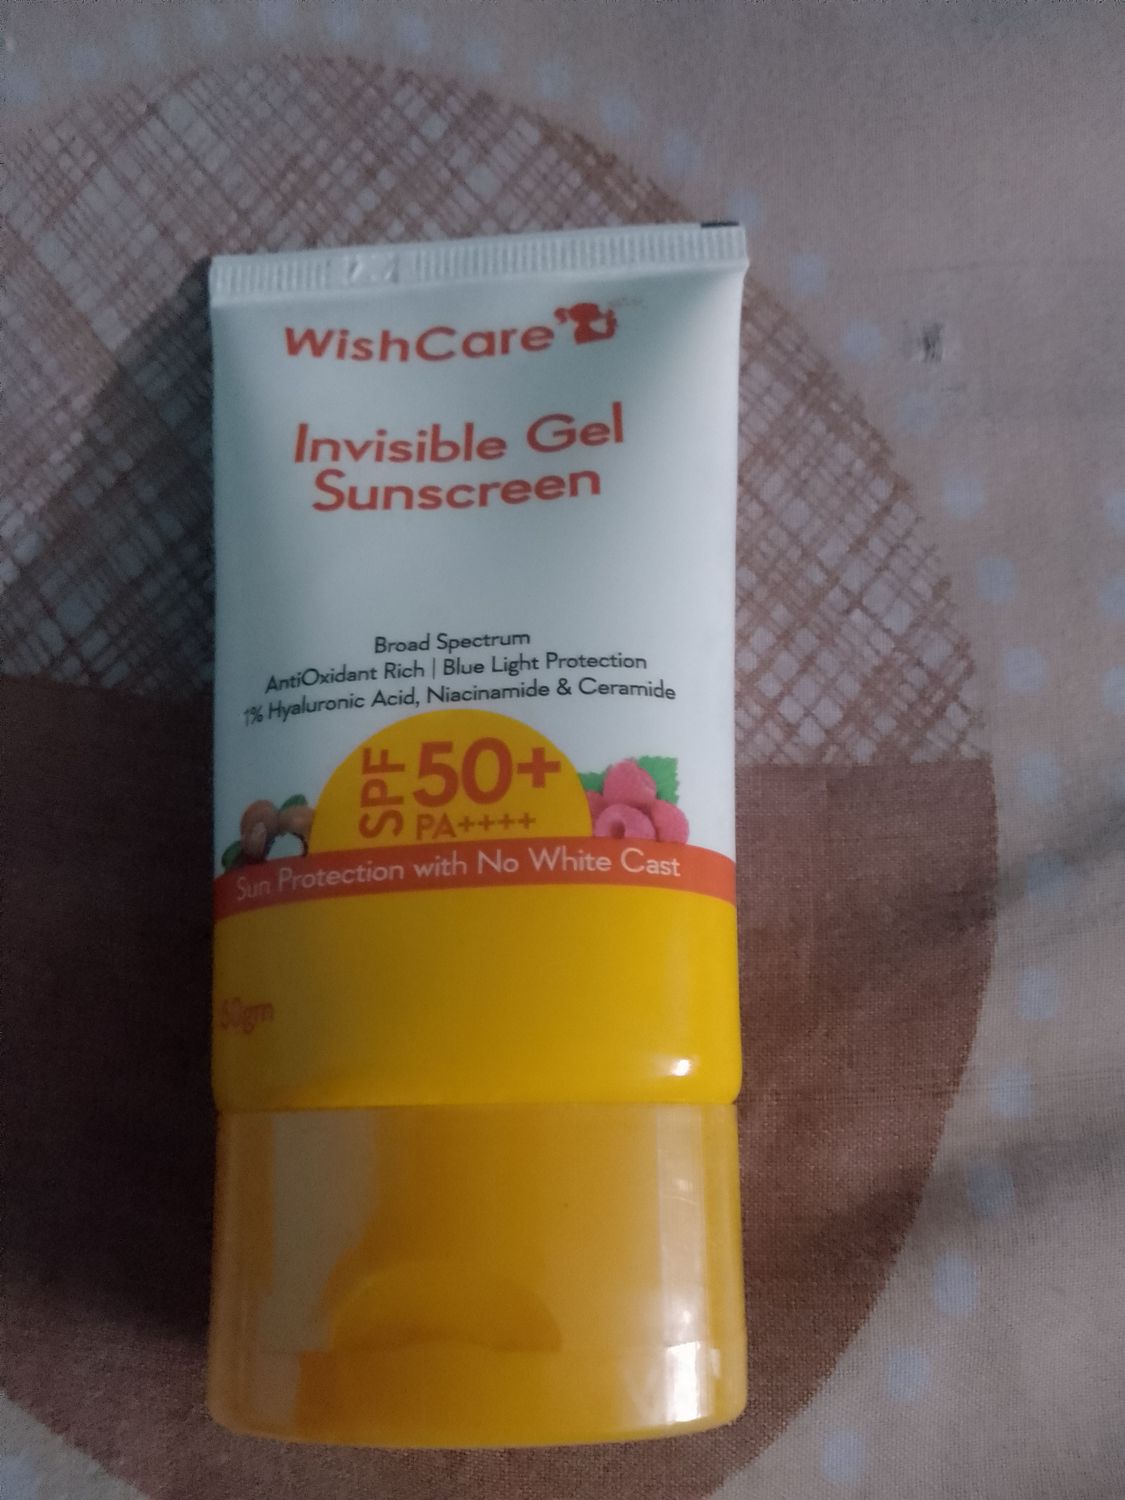 WishCare
Invisible Gel
Sunscreen
Broad Spectrum
AntiOxidant Rich | Blue Light Protection
1% Hyaluronic Acid, Niacinamide & Ceramide
SPF 50+
PA++++
Sun Protection with No White Cast
50gm